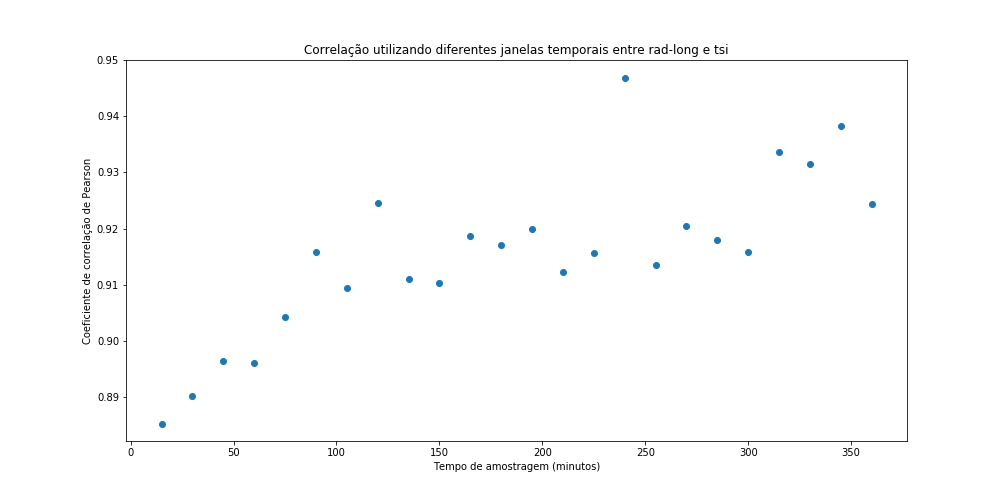 Correlação utilizando diferentes janelas temporais entre rad-long e tsi
0.95
0.94
0.93
0.92
0.91
0.90
0.89
Coeficiente de correlação de Pearson
0 50 100 150 200 250 300 350
Tempo de amostragem (minutos)